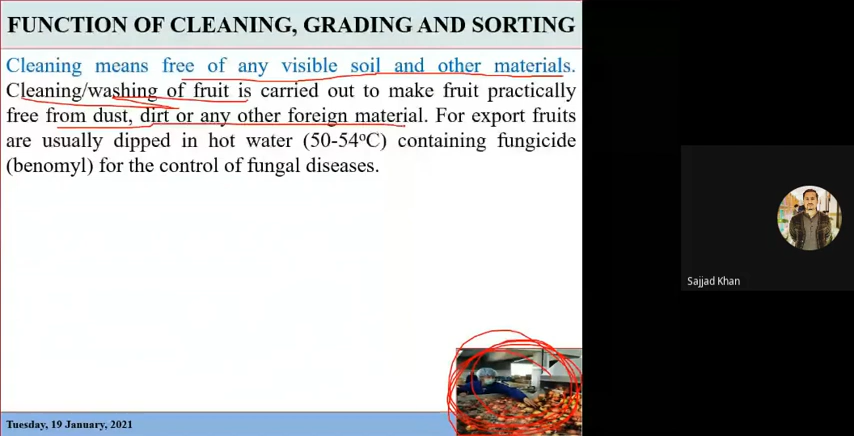 FUNCTION OF CLEANING, GRADING AND SORTING
Cleaning means free of any visible soil and other materials.
Cleaning/washing of fruit is carried out to make fruit practically
free from dust, dirt or any other foreign material. For export fruits
are usually dipped in hot water (50-54°C) containing fungicide
(benomyl) for the control of fungal diseases.
Sajjad Khan
Tuesday, 19 January, 2021